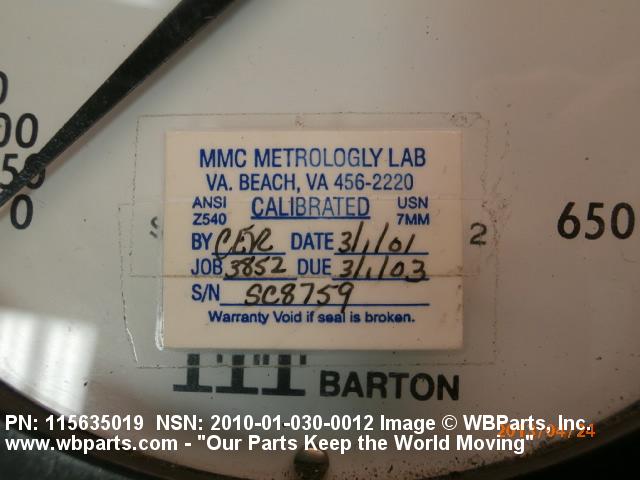 MMC METROLOGLY LAB
VA. BEACH, VA 456-2220
ANSI Z540 CALIBRATED USN 7MM
BY CEVR DATE 3/1/01
JOB 3852 DUE 3/1/03
S/N SC8759
Warranty Void if seal is broken.
2
650
50
0
ITT BARTON
PN: 115635019 NSN: 2010-01-030-0012 Image © WBParts, Inc.
www.wbparts.com - "Our Parts Keep the World Moving"